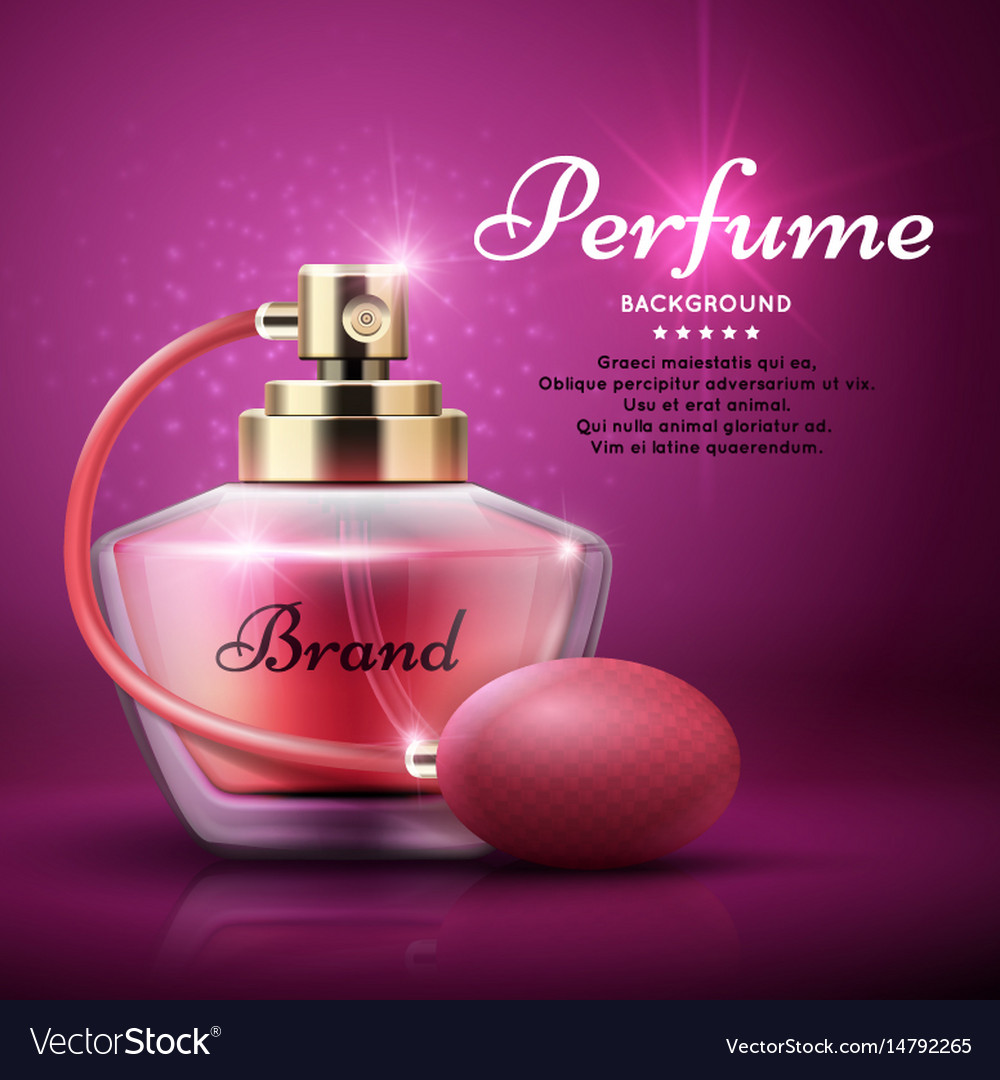 Perfume
BACKGROUND
Graeci maiestatis qui ea,
Oblique percipitur adversarium ut vix.
Usu et erat animal.
Qui nulla animal gloriatur ad.
Vim ei latine quaerendum.
Brand
VectorStock®
VectorStock.com/14792265